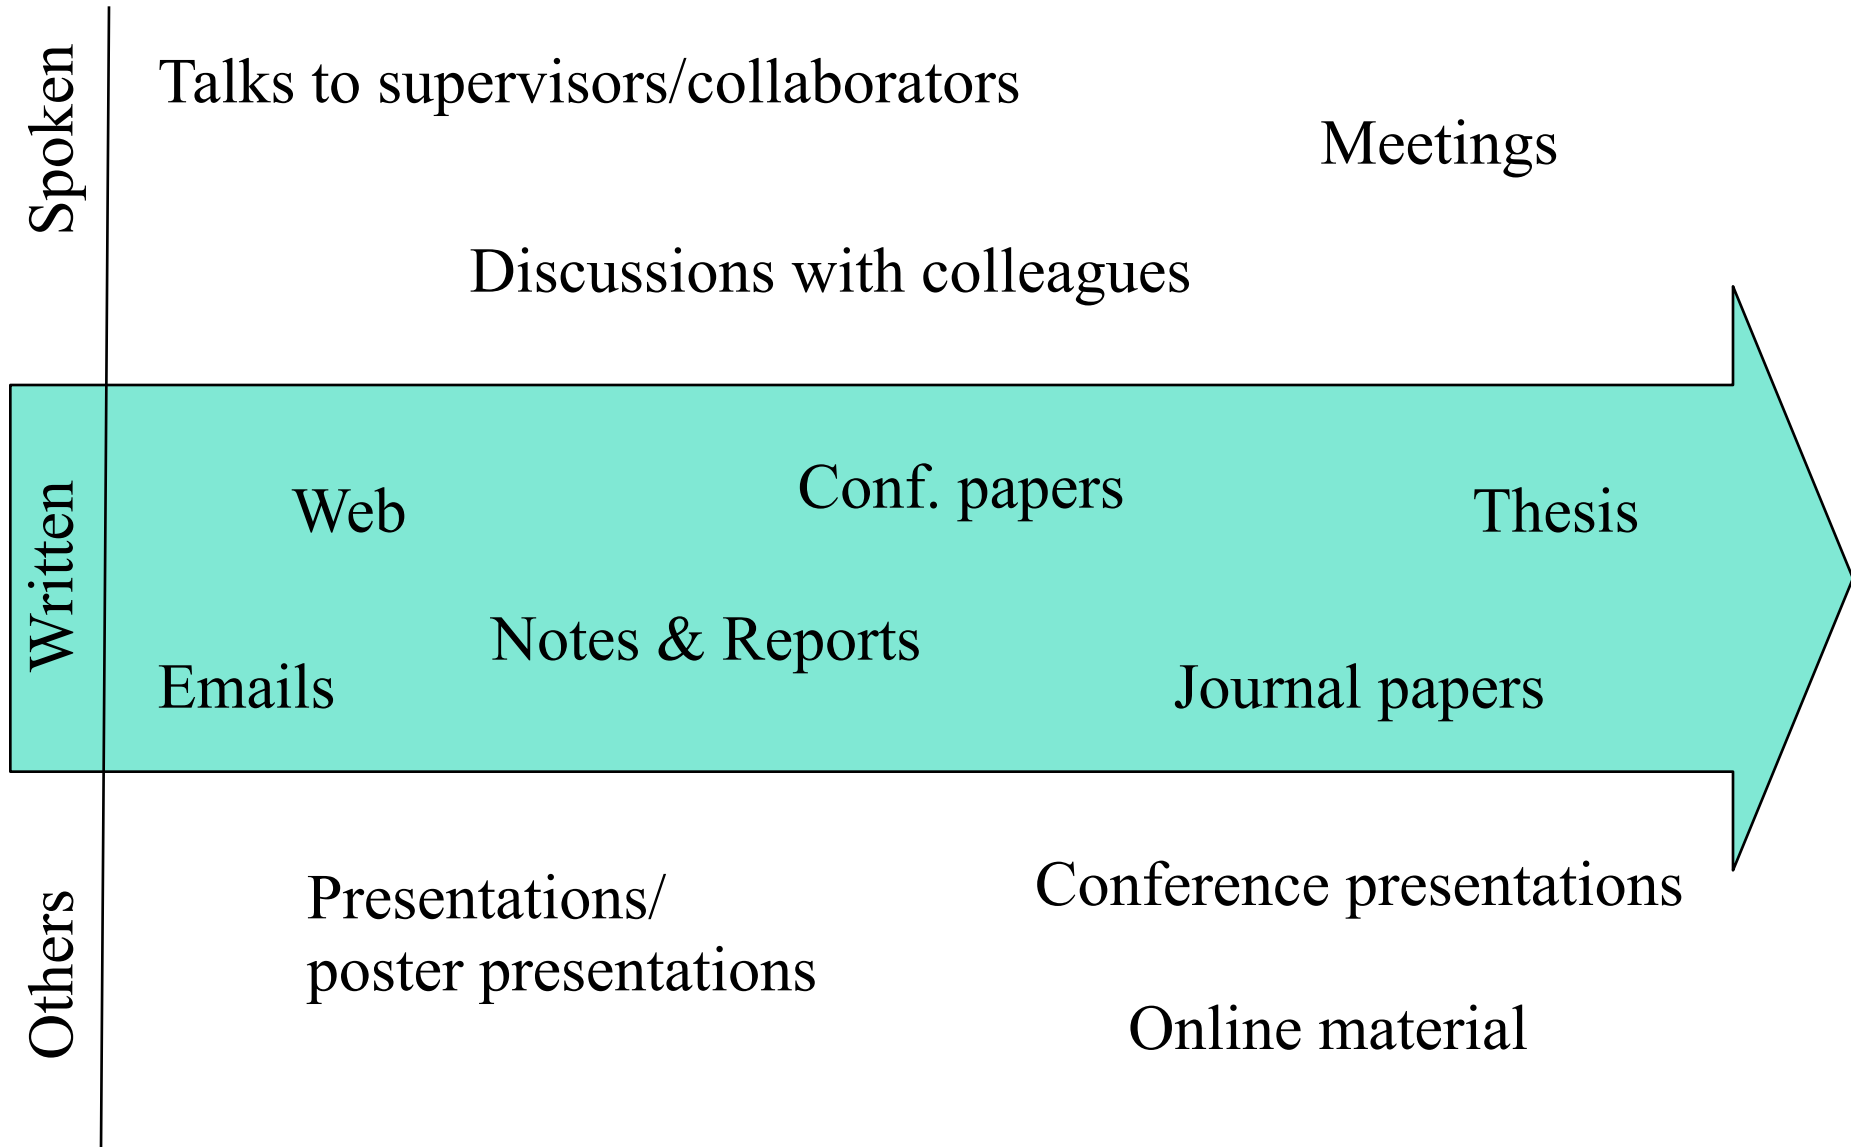 Spoken
Talks to supervisors/collaborators
Meetings
Discussions with colleagues
Written
Web
Conf. papers
Thesis
Notes & Reports
Emails
Journal papers
Others
Presentations/
poster presentations
Conference presentations
Online material